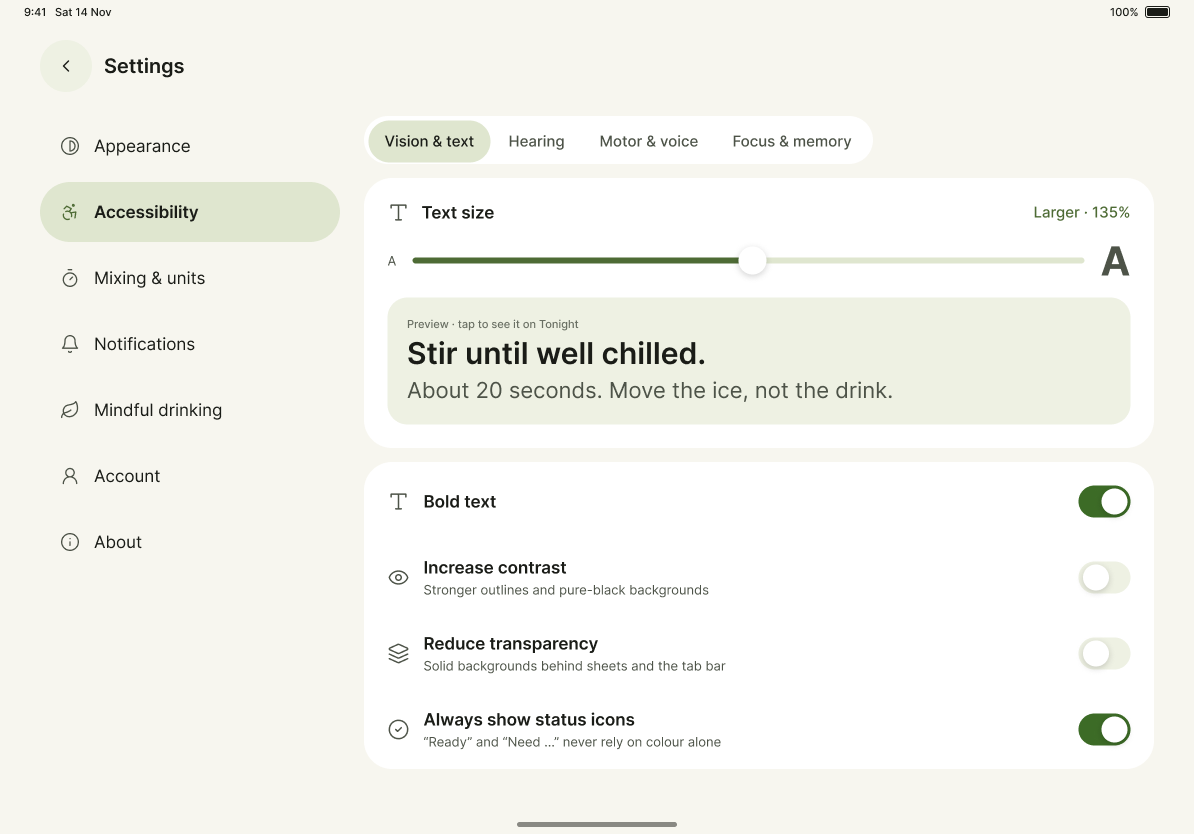 9:41 Sat 14 Nov
100%
Settings
Appearance
Accessibility
Mixing & units
Notifications
Mindful drinking
Account
About
Vision & text
Hearing
Motor & voice
Focus & memory
Text size
Larger · 135%
A
A
Preview · tap to see it on Tonight
Stir until well chilled.
About 20 seconds. Move the ice, not the drink.
Bold text
Increase contrast
Stronger outlines and pure-black backgrounds
Reduce transparency
Solid backgrounds behind sheets and the tab bar
Always show status icons
“Ready” and “Need …” never rely on colour alone